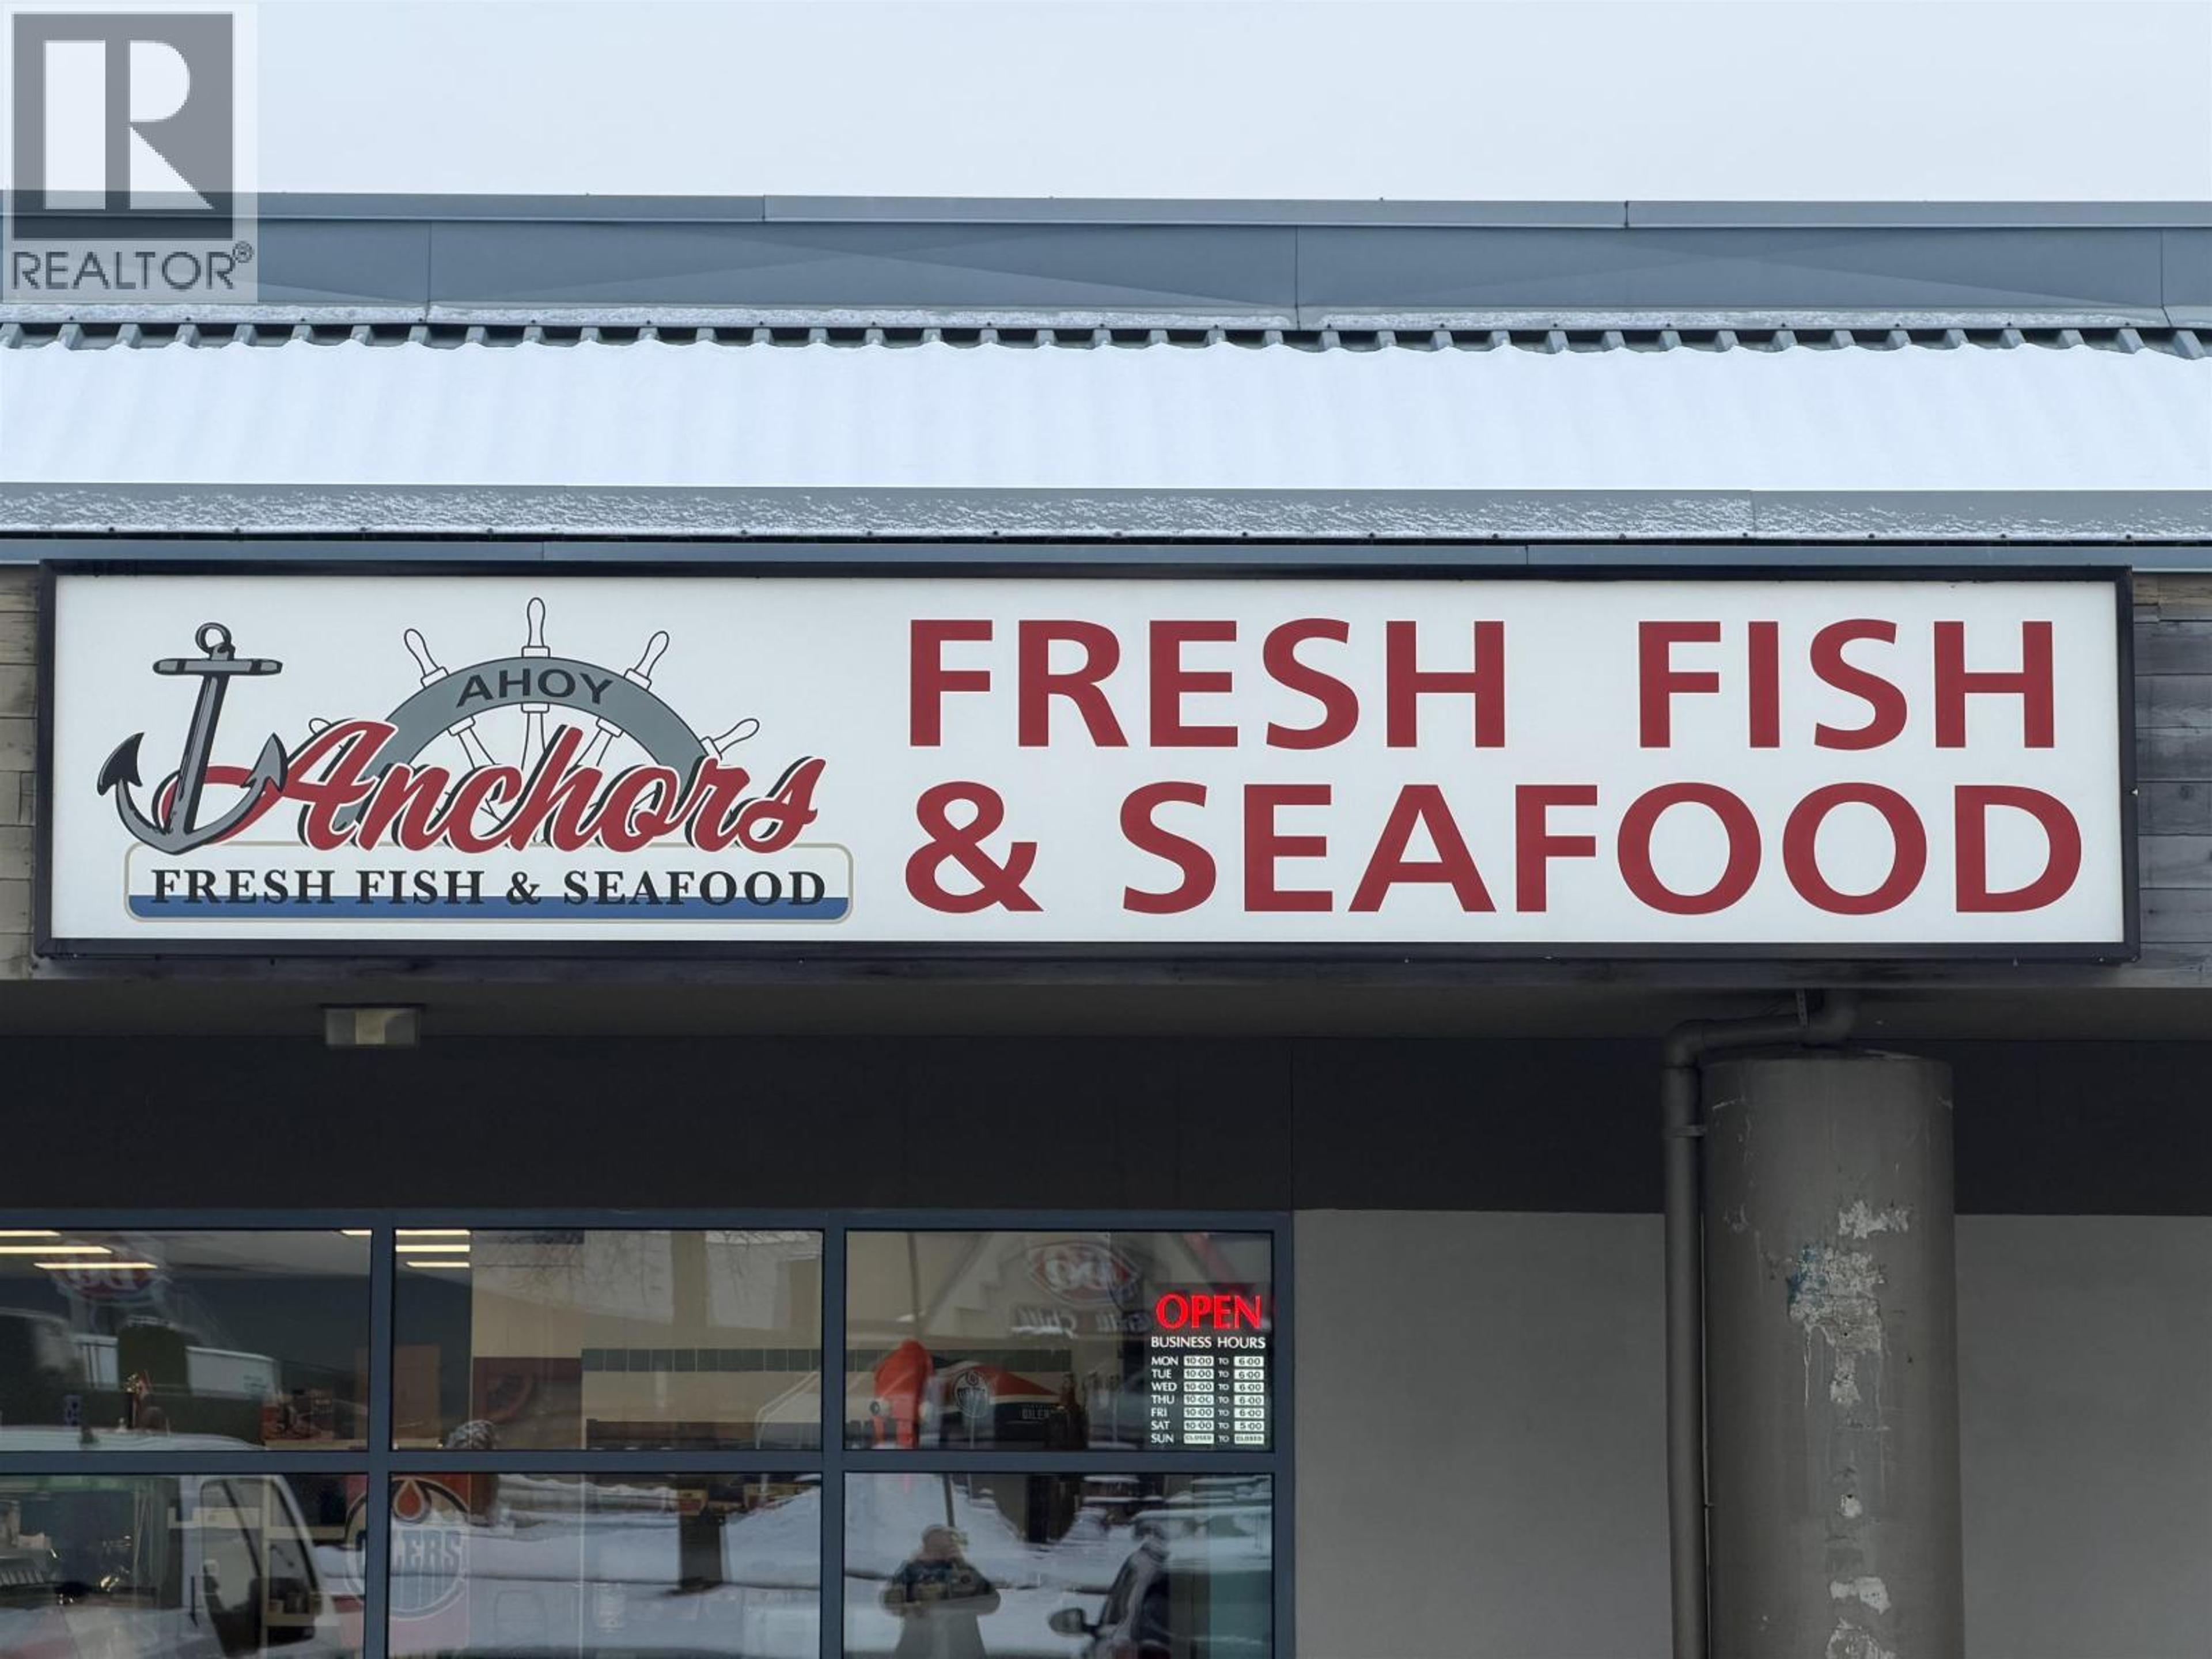 REALTOR®
AHOY
Anchors
FRESH FISH & SEAFOOD
FRESH FISH
& SEAFOOD
OPEN
BUSINESS HOURS
MON 10:00 TO 6:00
TUE 10:00 TO 6:00
WED 10:00 TO 6:00
THU 10:00 TO 6:00
FRI 10:00 TO 6:00
SAT 10:00 TO 5:00
SUN CLOSED TO CLOSED
OILERS